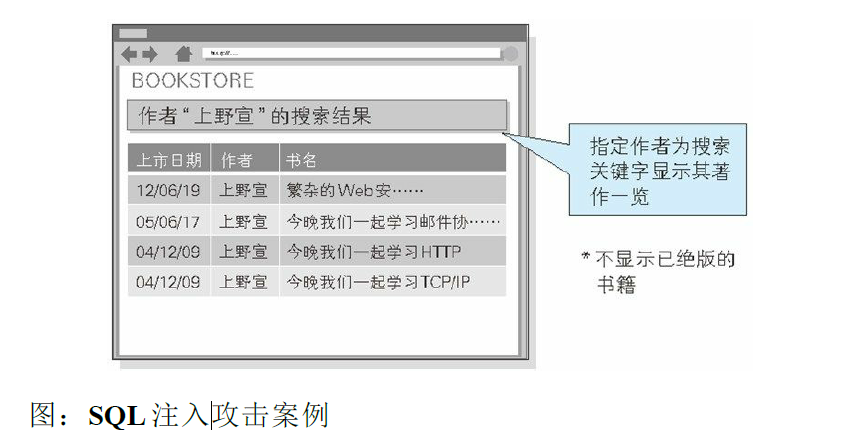 BOOKSTORE
作者“上野宣”的搜索结果
上市日期 作者 书名
12/06/19 上野宣 繁杂的Web安……
05/06/17 上野宣 今晚我们一起学习邮件协……
04/12/09 上野宣 今晚我们一起学习HTTP
04/12/09 上野宣 今晚我们一起学习TCP/IP
指定作者为搜索
关键字显示其著
作一览
*不显示已绝版的
书籍
图：SQL 注入攻击案例